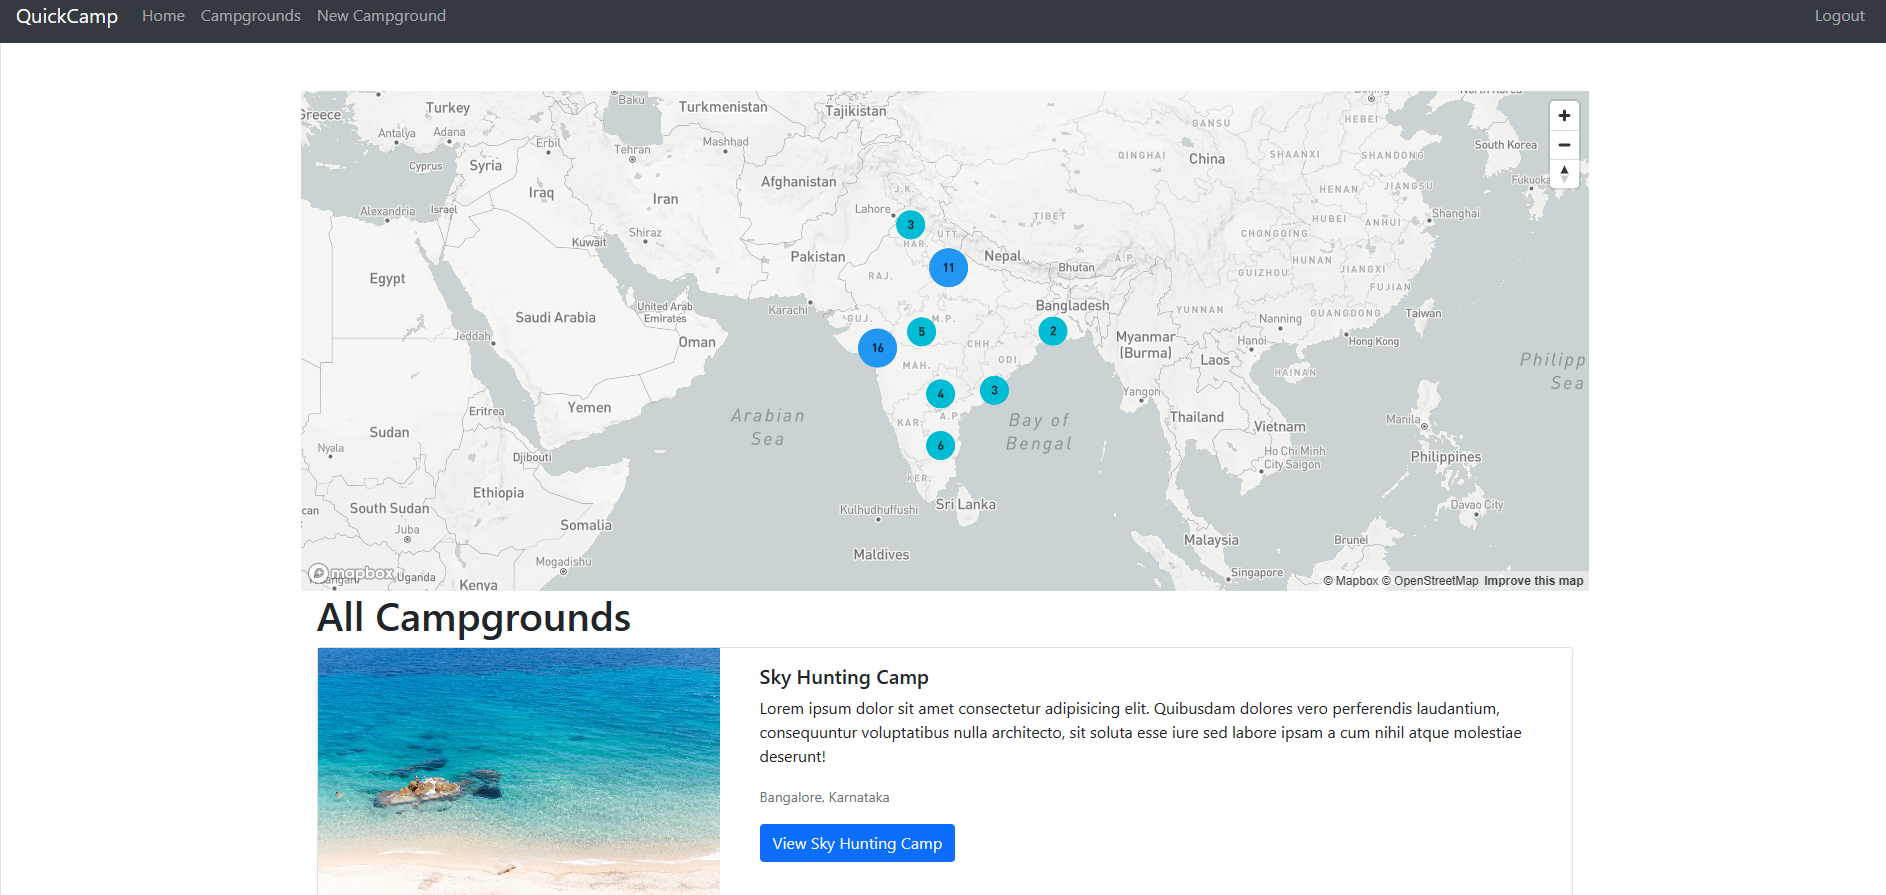 QuickCamp Home Campgrounds New Campground Logout
Greece
Turkey
Baku
Turkmenistan
Tajikistan
Beijing
North Korea
GANSU
HEBEI
Antalya
Adana
Erbil
Tehran
Mashhad
Cyprus
Syria
Afghanistan
QINGHAI
China
SHAANXI
SHANDONG
South Korea
Iraq
Iran
J.K.
HENAN
JIANGSU
Fukuoka
Alexandria
Israel
Lahore
3
TIBET
HUBEI
ANHUI
Shanghai
Kuwait
Shiraz
HAR.
UTT.
CHONGQING
Pakistan
Nepal
11
Bhutan
A.P.
HUNAN
GUIZHOU
JIANGXI
Egypt
RAJ.
FUJIAN
United Arab
Emirates
Karachi
Bangladesh
YUNNAN
GUANGDONG
Taiwan
Saudi Arabia
GUJ.
M.P.
Nanning
Jeddah
Oman
5
2
16
CHH.
Myanmar
(Burma)
Hanoi
Hong Kong
Laos
ODI.
MAH.
HAINAN
Philipp
Sea
4
3
Yangon
Eritrea
Yemen
Arabian
Sea
A.P.
KAR.
Bay of
Bengal
Thailand
Vietnam
Manila
Sudan
Nyala
6
Djibouti
Ho Chi Minh
City Saigon
Philippines
KER.
Ethiopia
South Sudan
can
Kulhudhuffushi
Sri Lanka
Davao City
Juba
Somalia
Maldives
Malaysia
Brunei
Mogadishu
mapbox
Uganda
Kenya
Singapore
© Mapbox © OpenStreetMap Improve this map
All Campgrounds
Sky Hunting Camp
Lorem ipsum dolor sit amet consectetur adipisicing elit. Quibusdam dolores vero perferendis laudantium,
consequuntur voluptatibus nulla architecto, sit soluta esse iure sed labore ipsam a cum nihil atque molestiae
deserunt!
Bangalore, Karnataka
View Sky Hunting Camp